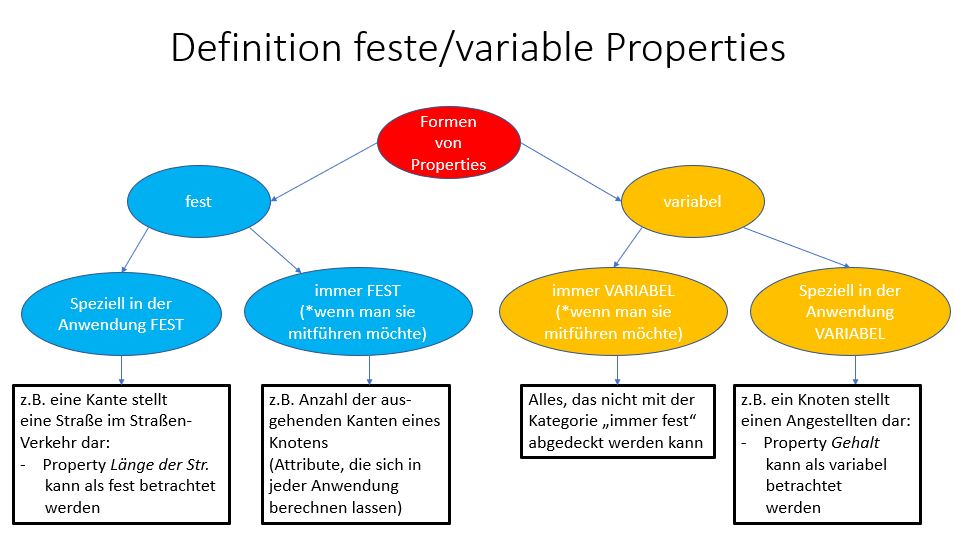 Definition feste/variable Properties
Formen
von
Properties
fest
variabel
Speziell in der
Anwendung FEST
immer FEST
(*wenn man sie
mitführen möchte)
immer VARIABEL
(*wenn man sie
mitführen möchte)
Speziell in der
Anwendung
VARIABEL
z.B. eine Kante stellt
eine Straße im Straßen-
Verkehr dar:
- Property Länge der Str.
kann als fest betrachtet
werden
z.B. Anzahl der aus-
gehenden Kanten eines
Knotens
(Attribute, die sich in
jeder Anwendung
berechnen lassen)
Alles, das nicht mit der
Kategorie „immer fest“
abgedeckt werden kann
z.B. ein Knoten stellt
einen Angestellten dar:
- Property Gehalt
kann als variabel
betrachtet
werden